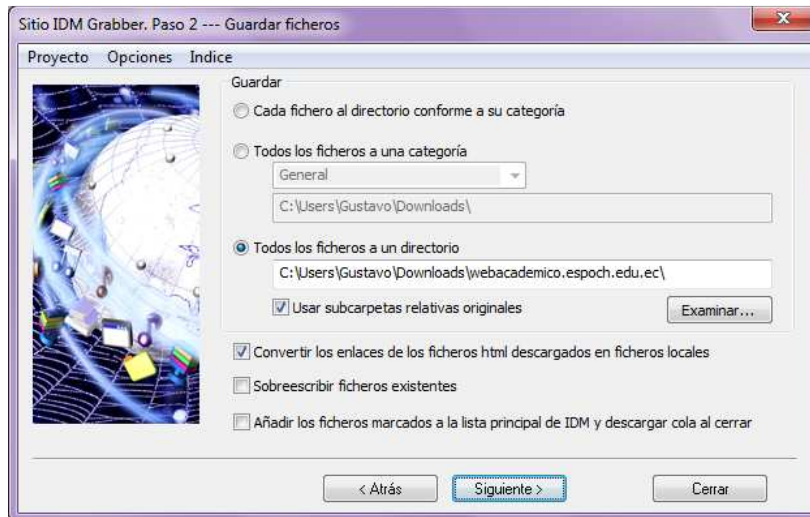 Sitio IDM Grabber. Paso 2 --- Guardar ficheros
Proyecto Opciones Indice
Guardar
Cada fichero al directorio conforme a su categoría
Todos los ficheros a una categoría
General
C:\Users\Gustavo\Downloads\
Todos los ficheros a un directorio
C:\Users\Gustavo\Downloads\webacademico.espoch.edu.ec\
Usar subcarpetas relativas originales
Examinar...
Convertir los enlaces de los ficheros html descargados en ficheros locales
Sobreescribir ficheros existentes
Añadir los ficheros marcados a la lista principal de IDM y descargar cola al cerrar
< Atrás
Siguiente >
Cerrar